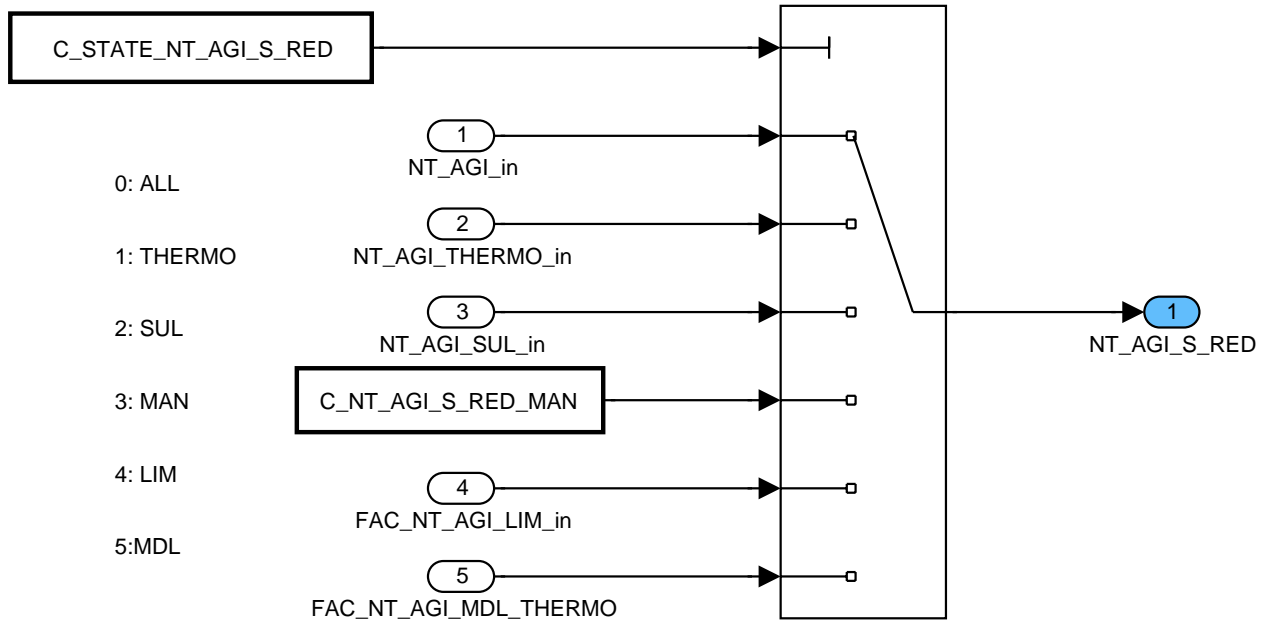 C_STATE_NT_AGI_S_RED
1
NT_AGI_in
0: ALL
2
NT_AGI_THERMO_in
1: THERMO
3
NT_AGI_SUL_in
1
NT_AGI_S_RED
2: SUL
C_NT_AGI_S_RED_MAN
3: MAN
4: LIM
4
FAC_NT_AGI_LIM_in
5:MDL
5
FAC_NT_AGI_MDL_THERMO